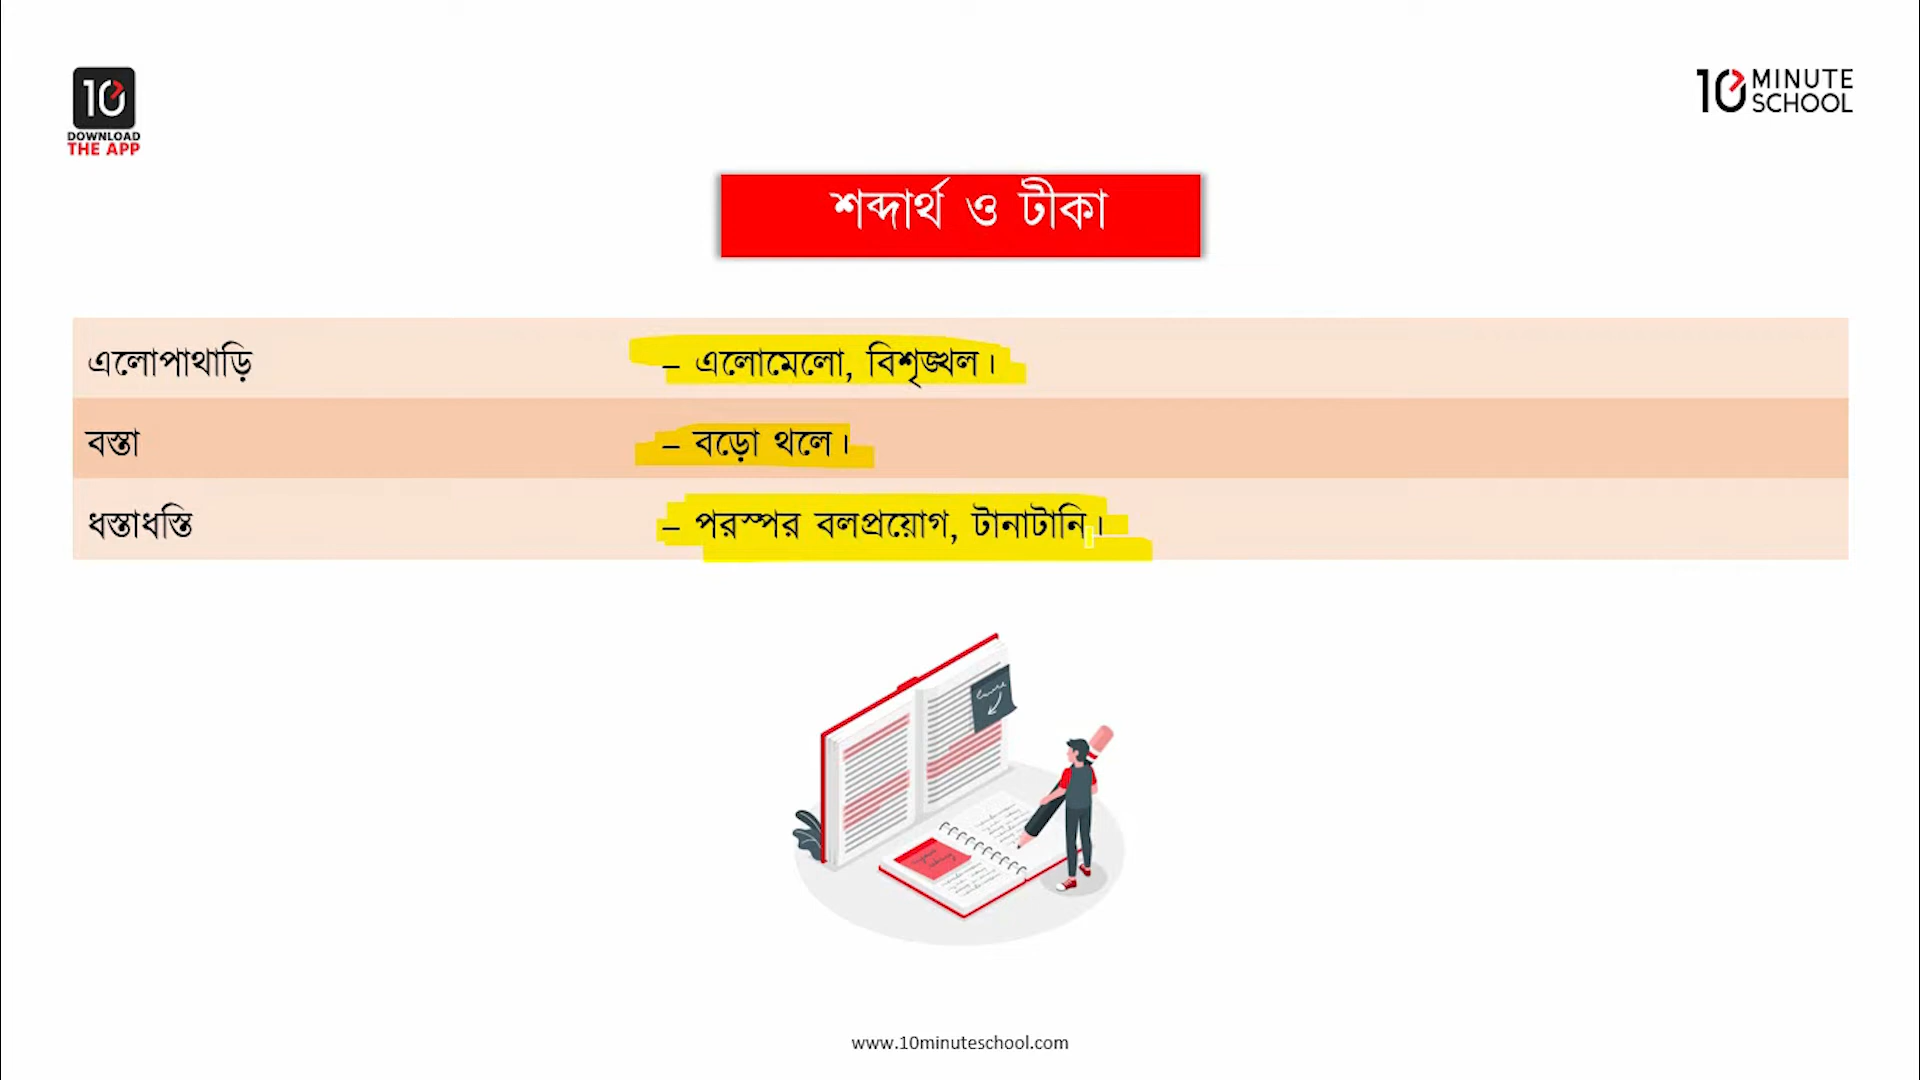 10
DOWNLOAD
THE APP
10 MINUTE
SCHOOL
শব্দার্থ ও টীকা
এলোপাথাড়ি – এলোমেলো, বিশৃঙ্খল।
বস্তা – বড়ো থলে।
ধস্তাধস্তি – পরস্পর বলপ্রয়োগ, টানাটানি।
www.10minuteschool.com